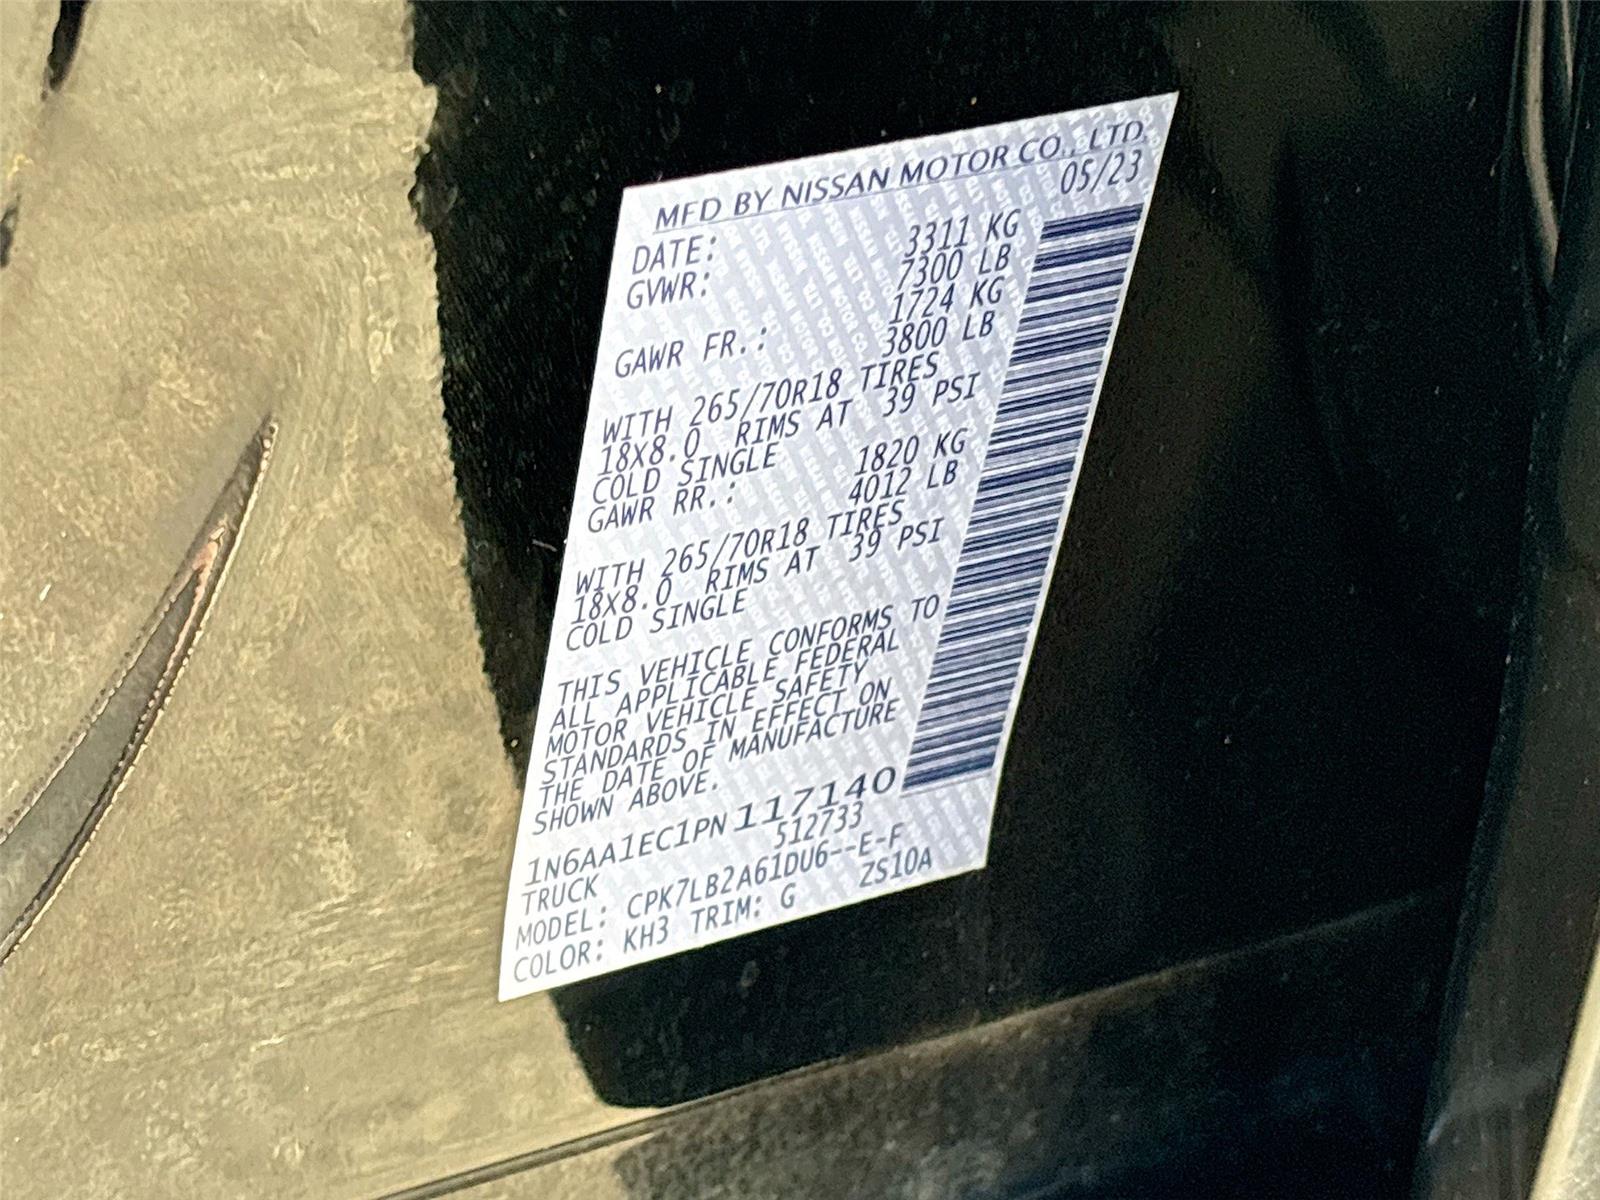 MFD BY NISSAN MOTOR CO., LTD.
DATE: 05/23
GVWR: 3311 KG
7300 LB
GAWR FR.: 1724 KG
3800 LB
WITH 265/70R18 TIRES
18X8.0 RIMS AT 39 PSI
COLD SINGLE
GAWR RR.: 1820 KG
4012 LB
WITH 265/70R18 TIRES
18X8.0 RIMS AT 39 PSI
COLD SINGLE
THIS VEHICLE CONFORMS TO
ALL APPLICABLE FEDERAL
MOTOR VEHICLE SAFETY
STANDARDS IN EFFECT ON
THE DATE OF MANUFACTURE
SHOWN ABOVE.
1N6AA1EC1PN117140
TRUCK 512733
MODEL: CPK7LB2A61DU6--E-F
COLOR: KH3 TRIM: G ZS10A